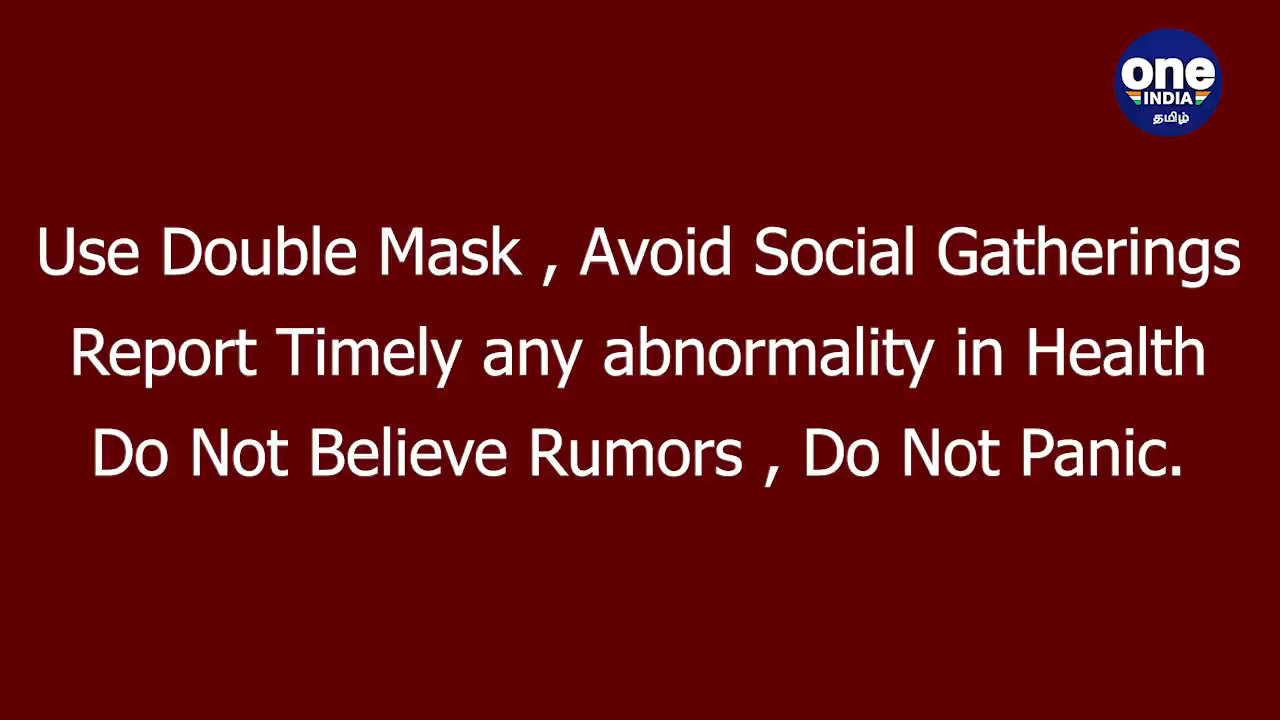 one
INDIA
தமிழ்
Use Double Mask , Avoid Social Gatherings
Report Timely any abnormality in Health
Do Not Believe Rumors , Do Not Panic.